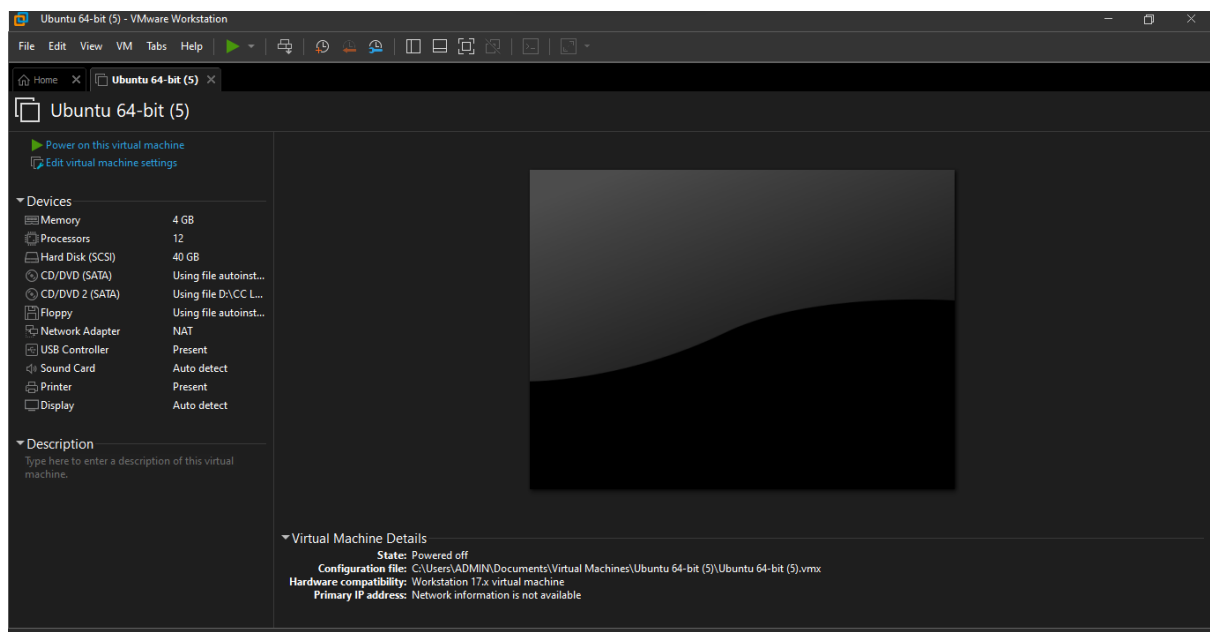 Ubuntu 64-bit (5) - VMware Workstation
File Edit View VM Tabs Help
Home
Ubuntu 64-bit (5)
Ubuntu 64-bit (5)
Power on this virtual machine
Edit virtual machine settings
Devices
Memory 4 GB
Processors 12
Hard Disk (SCSI) 40 GB
CD/DVD (SATA) Using file autoinst...
CD/DVD 2 (SATA) Using file D:\CC L...
Floppy Using file autoinst...
Network Adapter NAT
USB Controller Present
Sound Card Auto detect
Printer Present
Display Auto detect
Description
Type here to enter a description of this virtual
machine.
Virtual Machine Details
State: Powered off
Configuration file: C:\Users\ADMIN\Documents\Virtual Machines\Ubuntu 64-bit (5)\Ubuntu 64-bit (5).vmx
Hardware compatibility: Workstation 17.x virtual machine
Primary IP address: Network information is not available